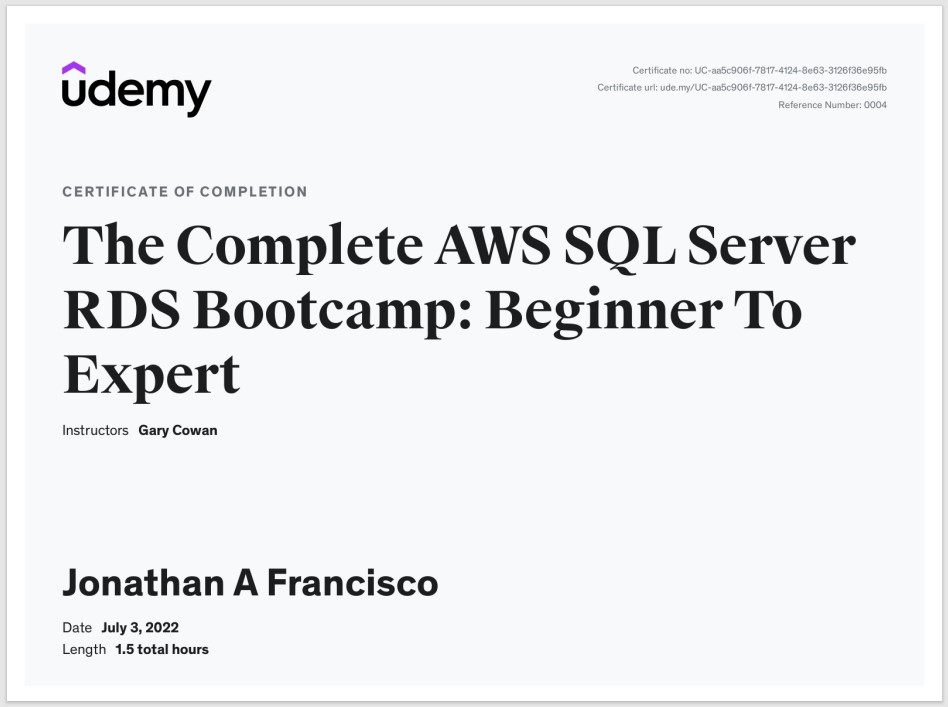 udemy
Certificate no: UC-aa5c906f-7817-4124-8e63-3126f36e95fb
Certificate url: ude.my/UC-aa5c906f-7817-4124-8e63-3126f36e95fb
Reference Number: 0004
CERTIFICATE OF COMPLETION
The Complete AWS SQL Server
RDS Bootcamp: Beginner To
Expert
Instructors Gary Cowan
Jonathan A Francisco
Date July 3, 2022
Length 1.5 total hours